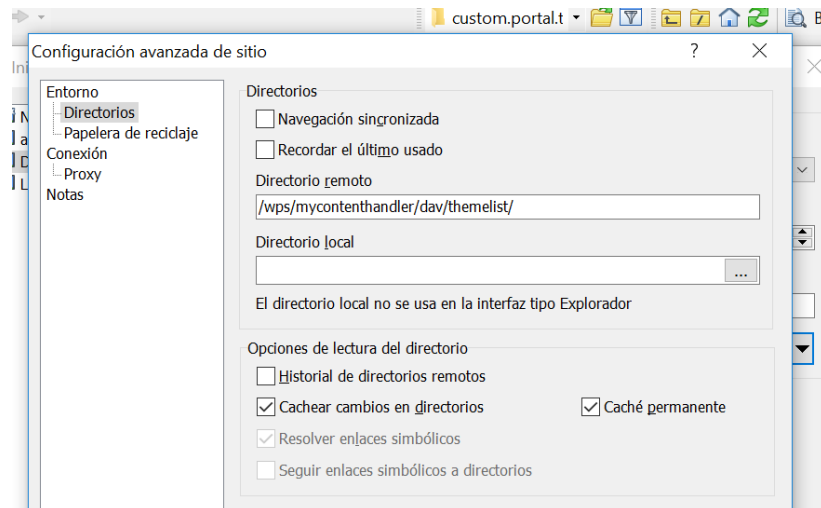 custom.portal.t
B
Configuración avanzada de sitio
?
Ini
Entorno
Directorios
Papelera de reciclaje
Conexión
Proxy
Notas
N
a
D
L
Directorios
Navegación sincronizada
Recordar el último usado
Directorio remoto
/wps/mycontenthandler/dav/themelist/
Directorio local
...
El directorio local no se usa en la interfaz tipo Explorador
Opciones de lectura del directorio
Historial de directorios remotos
Cachear cambios en directorios
Caché permanente
Resolver enlaces simbólicos
Seguir enlaces simbólicos a directorios